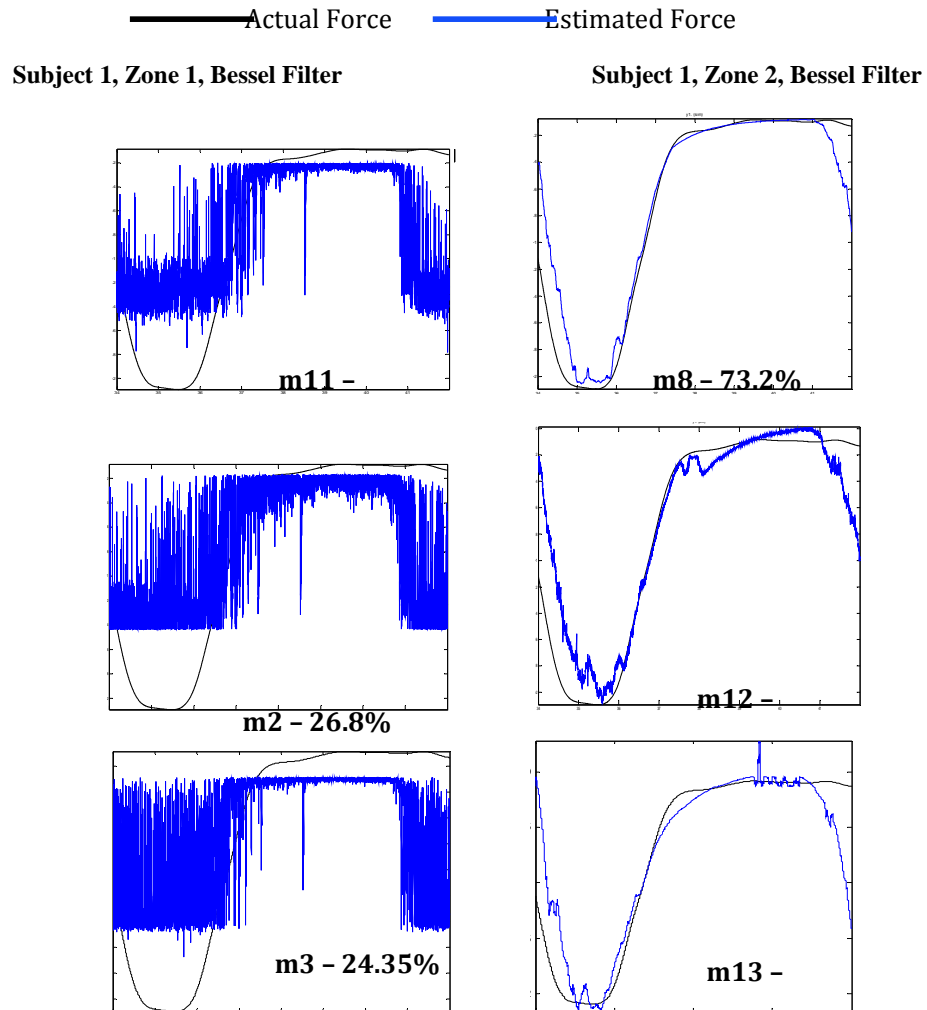 Actual Force
Estimated Force
Subject 1, Zone 1, Bessel Filter
Subject 1, Zone 2, Bessel Filter
m11 –
m8 – 73.2%
m2 – 26.8%
m12 –
m3 – 24.35%
m13 –